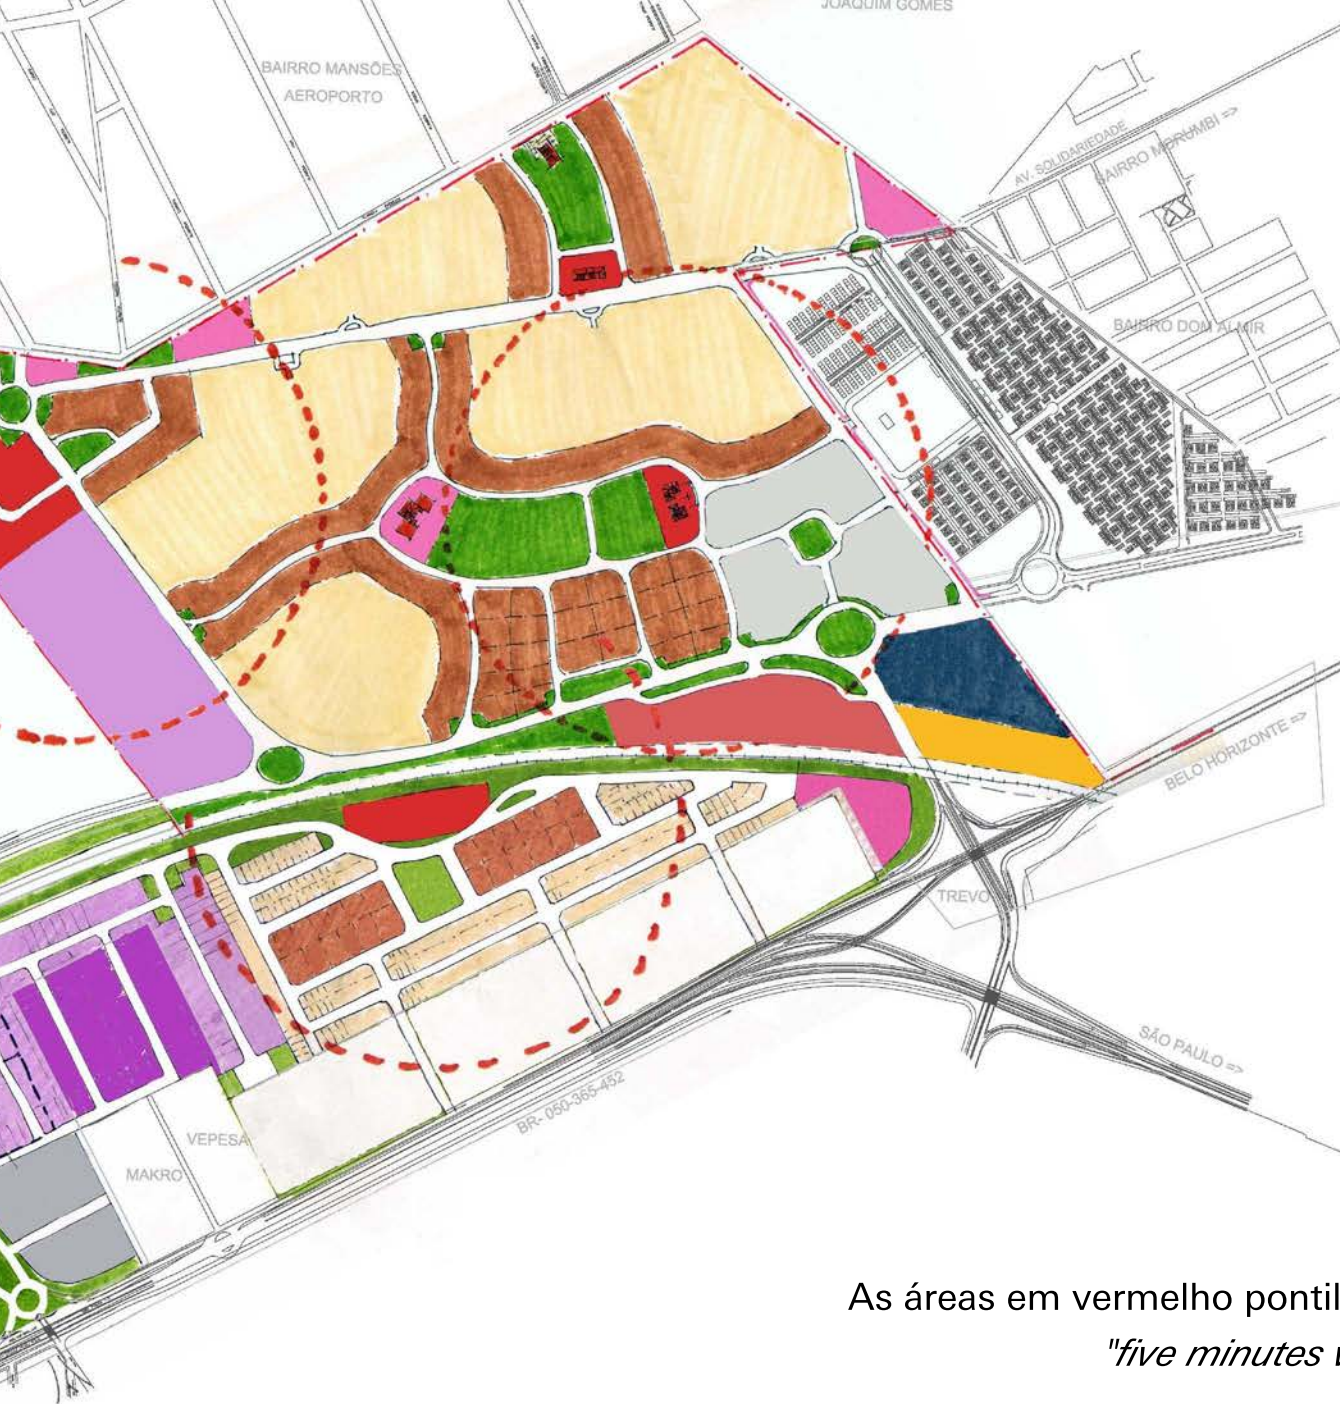 JOAQUIM GOMES
BAIRRO MANSÕES
AEROPORTO
AV. SOLIDARIEDADE
BAIRRO MORUMBI =>
BAIRRO DOM ALMIR
BELO HORIZONTE =>
TREVO
SÃO PAULO =>
BR- 050-365-452
VEPESA
MAKRO
As áreas em vermelho pontil
"five minutes